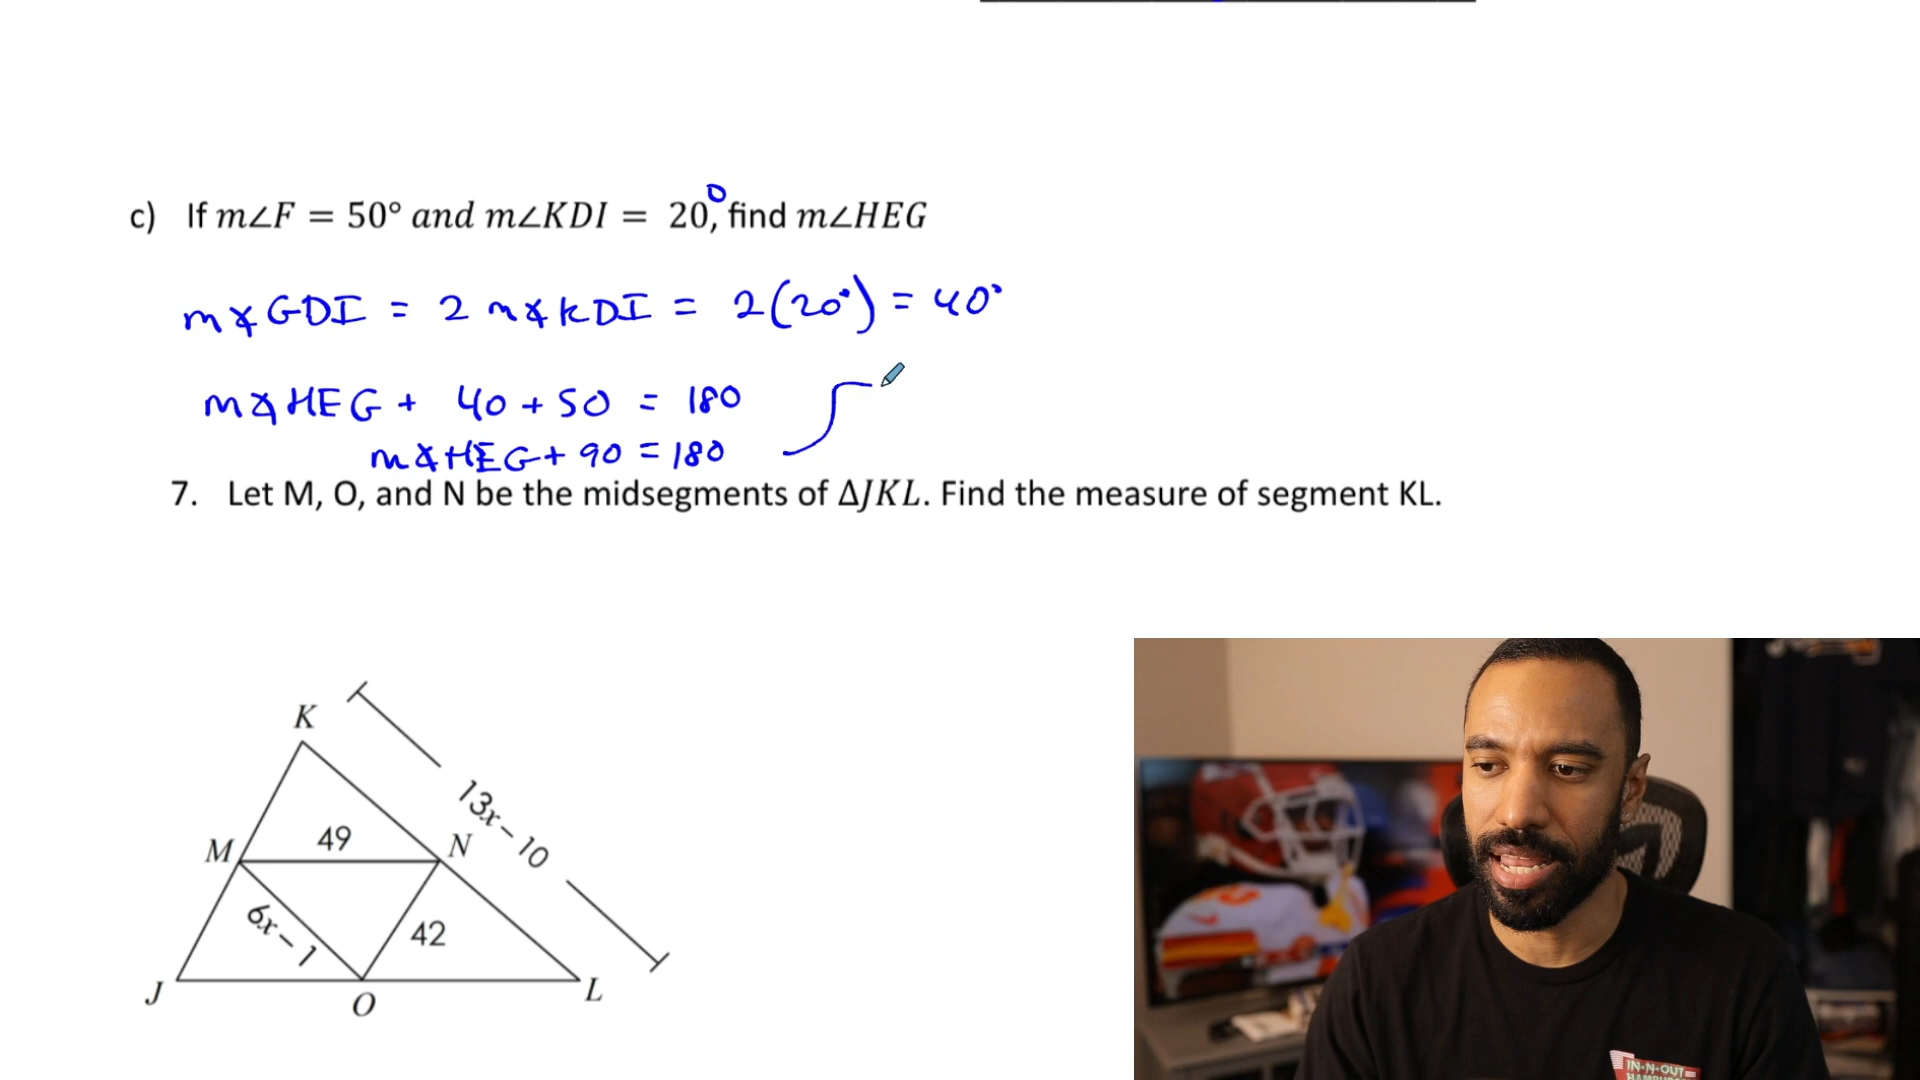 c) If m∠F = 50° and m∠KDI = 20°, find m∠HEG
m∡GDI = 2 m∡KDI = 2(20°) = 40°
m∡HEG + 40 + 50 = 180
m∡HEG + 90 = 180
7. Let M, O, and N be the midsegments of ΔJKL. Find the measure of segment KL.
K
13x − 10
M
49
N
6x − 1
42
J
O
L
IN-N-OUT
HAMBURGERS